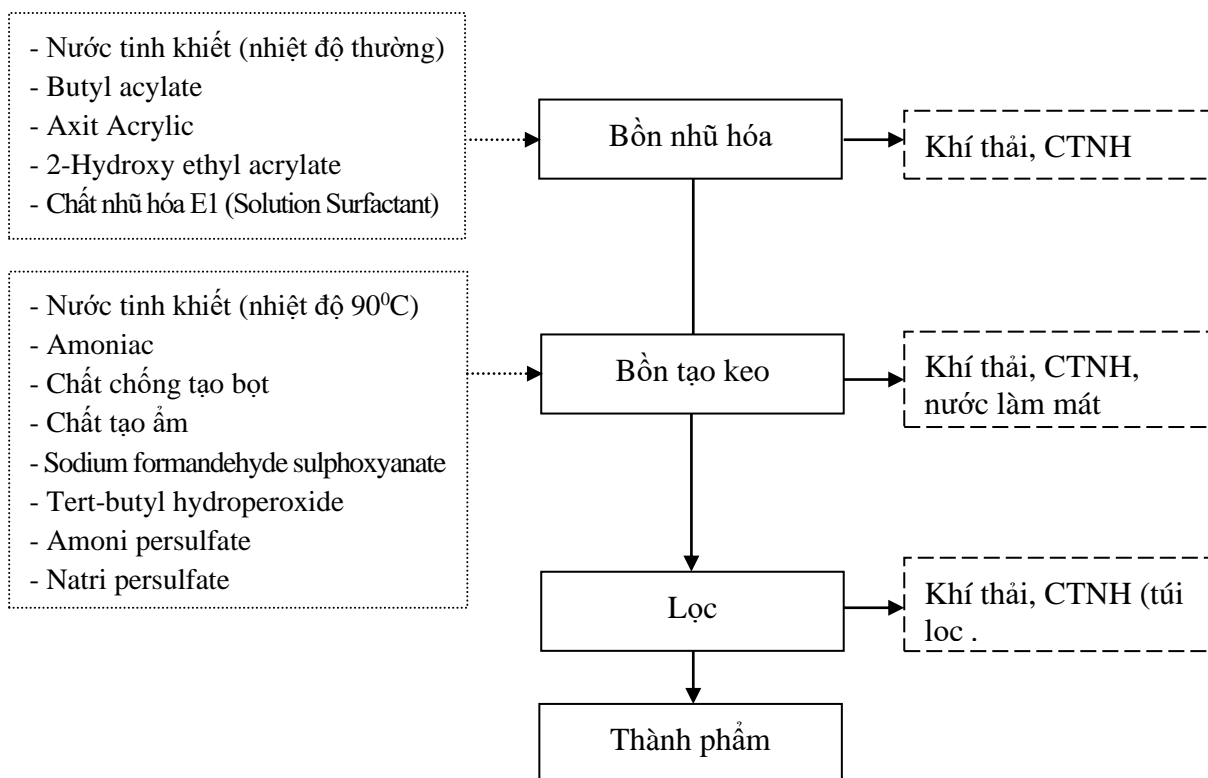 - Nước tinh khiết (nhiệt độ thường)
- Butyl acylate
- Axit Acrylic
- 2-Hydroxy ethyl acrylate
- Chất nhũ hóa E1 (Solution Surfactant)
Bồn nhũ hóa
Khí thải, CTNH
- Nước tinh khiết (nhiệt độ 90⁰C)
- Amoniac
- Chất chống tạo bọt
- Chất tạo ẩm
- Sodium formandehyde sulphoxyanate
- Tert-butyl hydroperoxide
- Amoni persulfate
- Natri persulfate
Bồn tạo keo
Khí thải, CTNH,
nước làm mát
Lọc
Khí thải, CTNH (túi
loc .
Thành phẩm